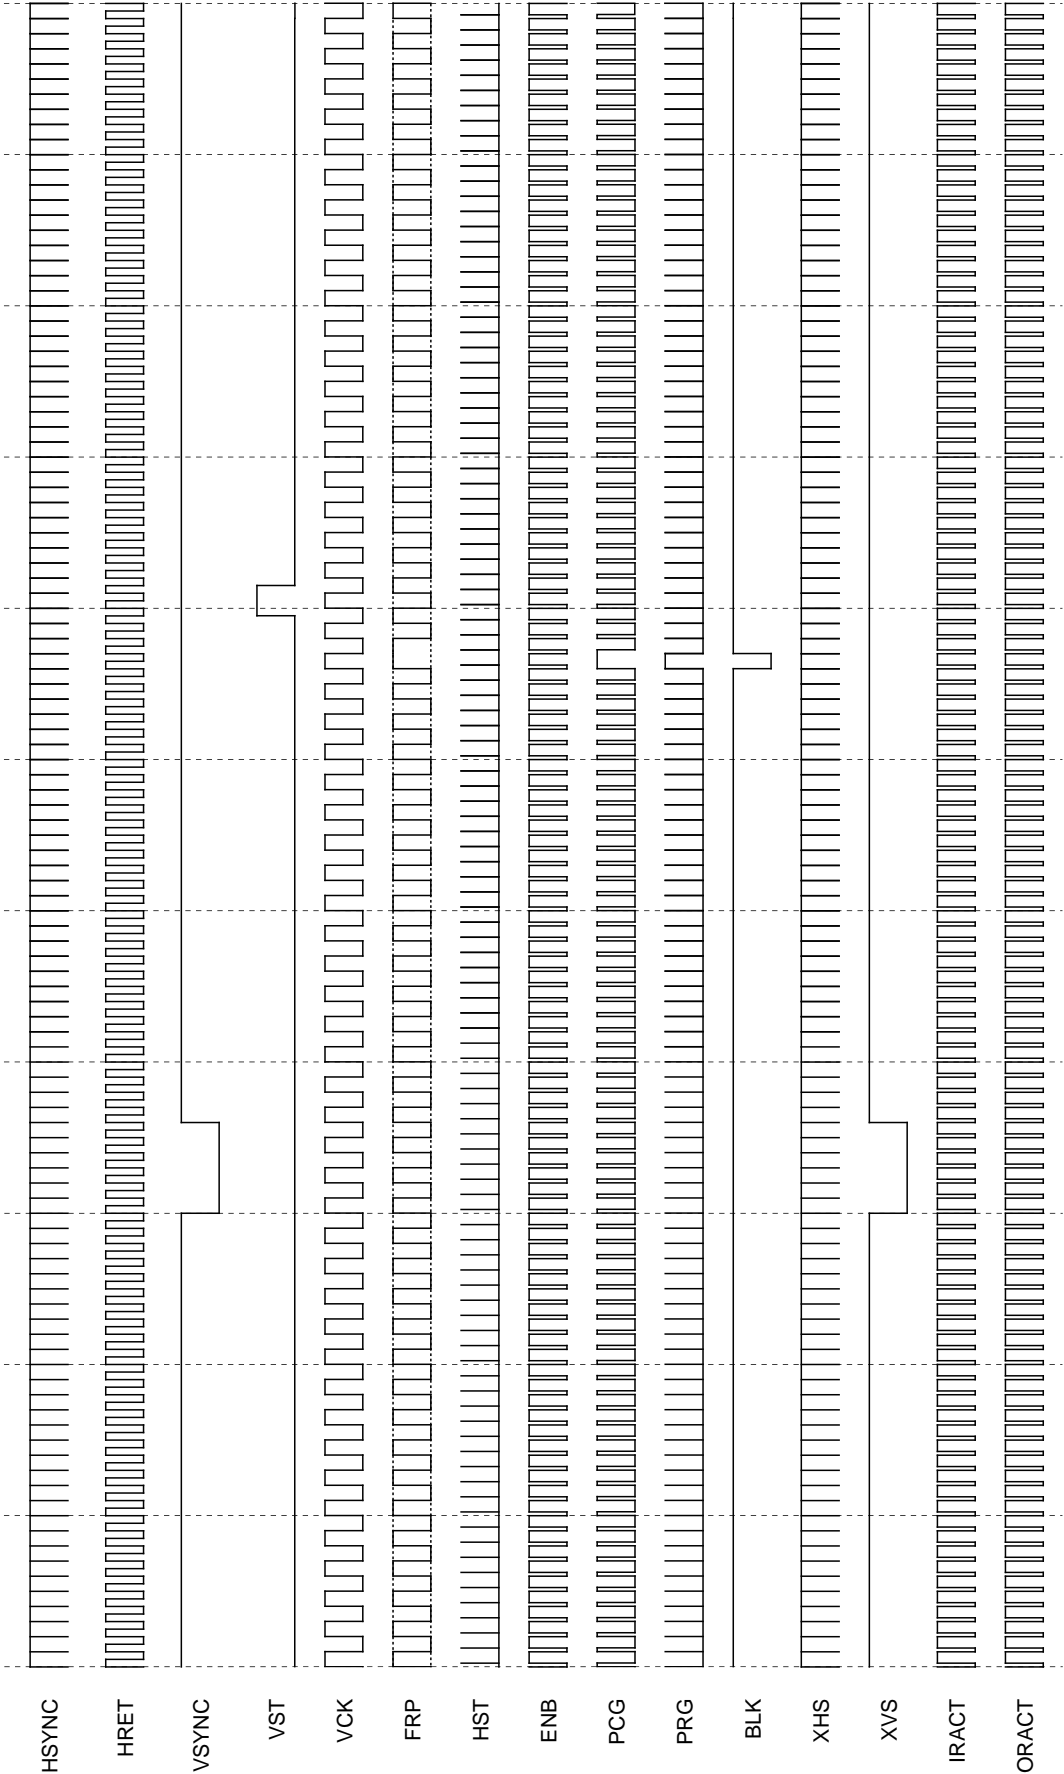 HSYNC
HRET
VSYNC
VST
VCK
FRP
HST
ENB
PCG
PRG
BLK
XHS
XVS
IRACT
ORACT